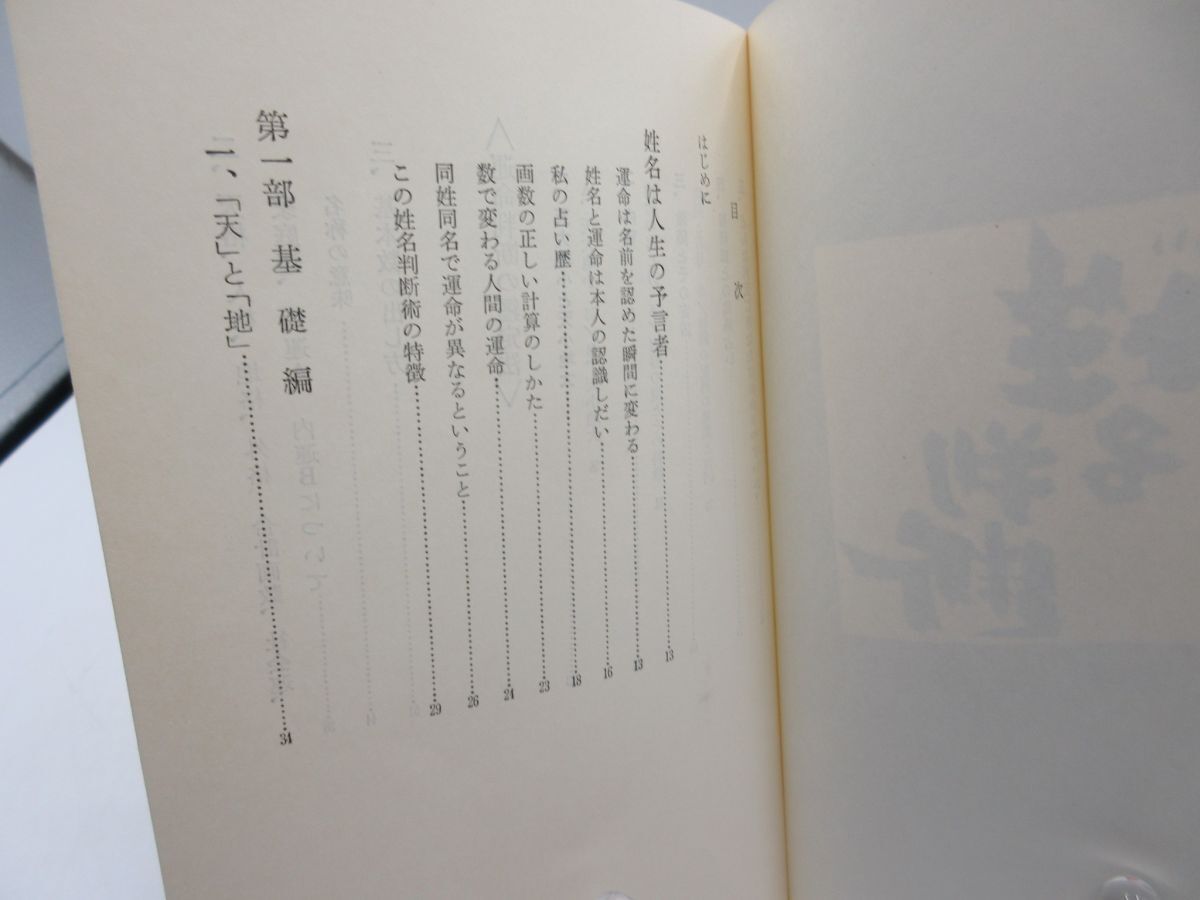 目次
はじめに
姓名は人生の予言者……13
運命は名前を認めた瞬間に変わる……13
姓名と運命は本人の認識しだい……16
私の占い歴……18
画数の正しい計算のしかた……23
数で変わる人間の運命……24
同姓同名で運命が異なるということ……26
この姓名判断術の特徴……29
第一部 基礎編
一、「天」と「地」……34